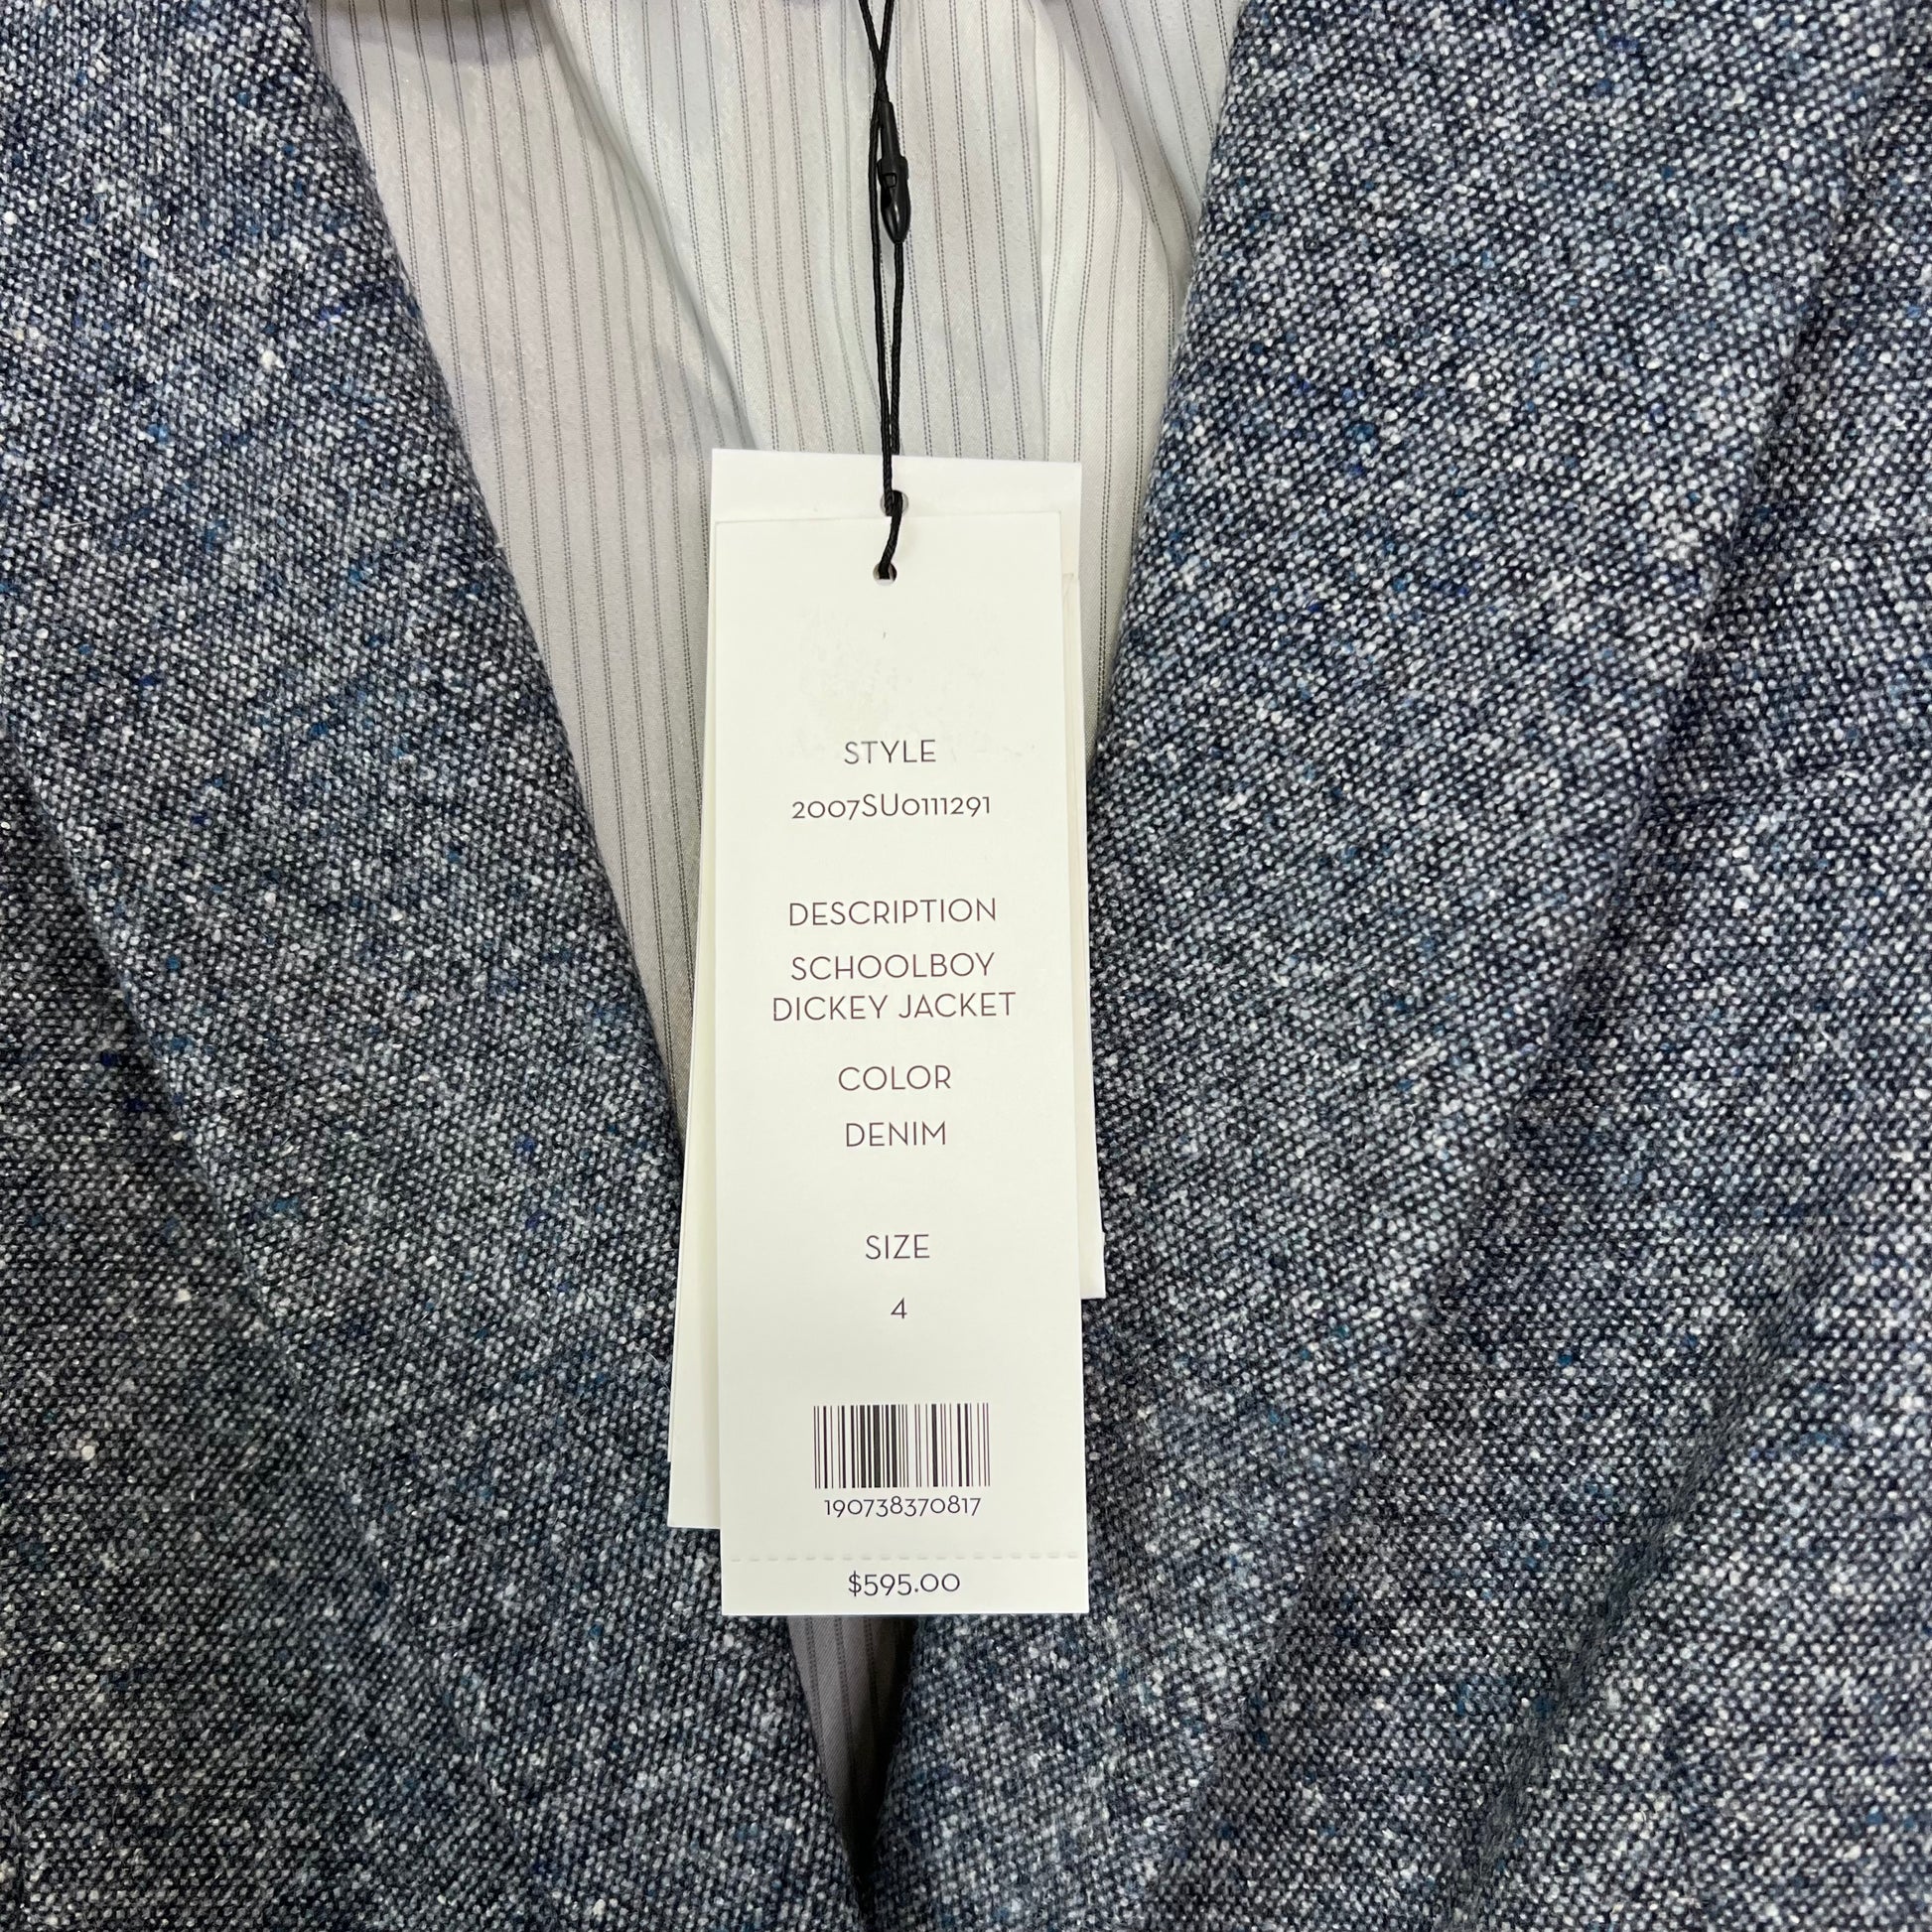 STYLE
2007SU0111291
DESCRIPTION
SCHOOLBOY
DICKEY JACKET
COLOR
DENIM
SIZE
4
190738370817
$595.00